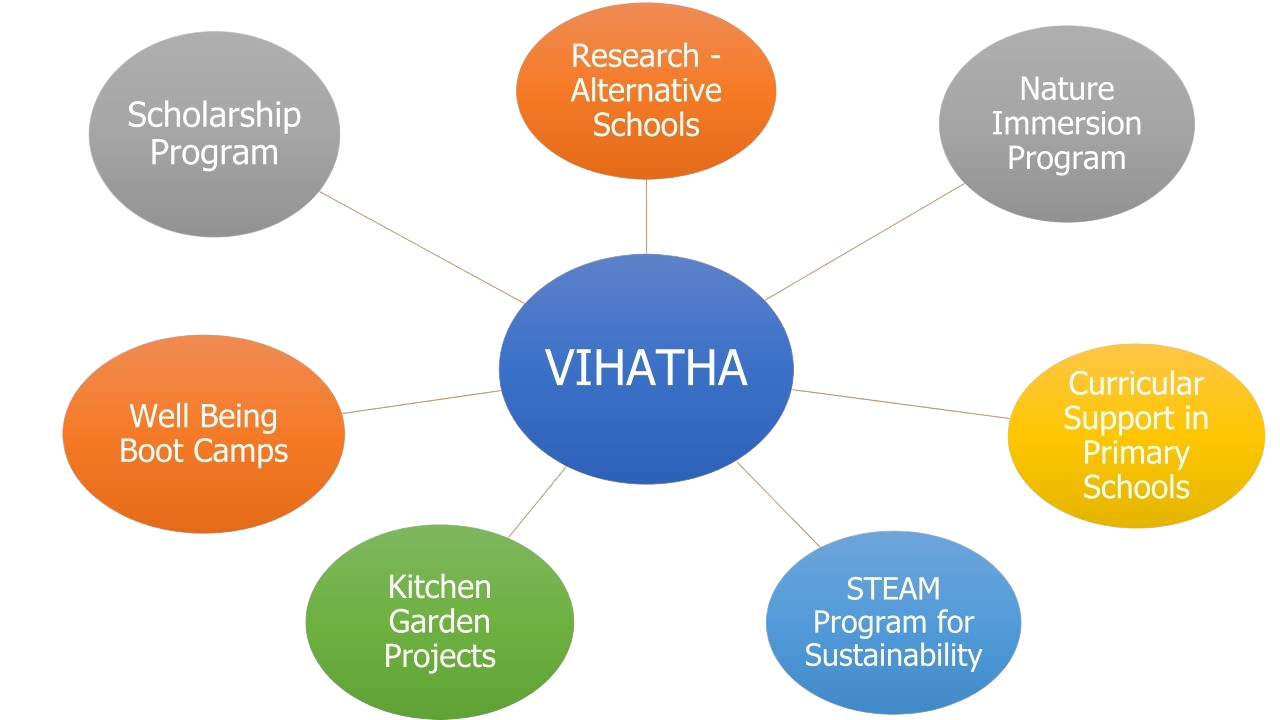 Research -
Alternative
Schools
Scholarship
Program
Nature
Immersion
Program
VIHATHA
Well Being
Boot Camps
Curricular
Support in
Primary
Schools
Kitchen
Garden
Projects
STEAM
Program for
Sustainability